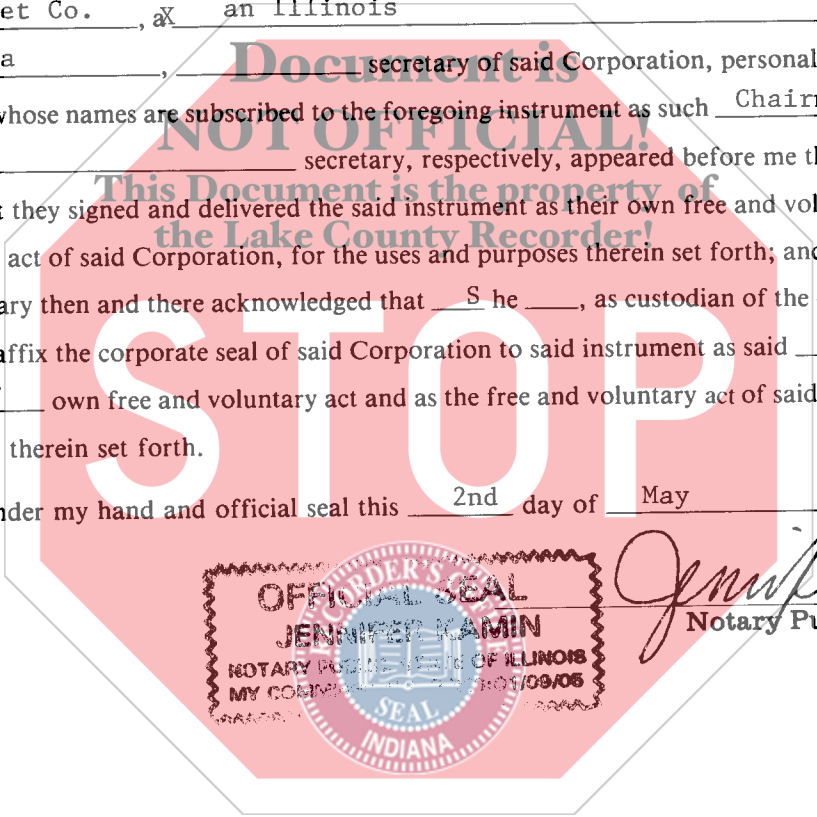 et Co. , aX an Illinois
a , secretary of said Corporation, personal
whose names are subscribed to the foregoing instrument as such Chair
secretary, respectively, appeared before me th
t they signed and delivered the said instrument as their own free and vol
act of said Corporation, for the uses and purposes therein set forth; and
ary then and there acknowledged that S he , as custodian of the
affix the corporate seal of said Corporation to said instrument as said
own free and voluntary act and as the free and voluntary act of said
therein set forth.
nder my hand and official seal this 2nd day of May
Document is
NOT OFFICIAL!
This Document is the property of
the Lake County Recorder!
STOP
OFFICIAL SEAL
JENNIFER KAMIN
NOTARY PUBLIC STATE OF ILLINOIS
MY 1/09/05
Jennif
Notary Pu
RECORDER'S OFFICE
SEAL
INDIANA